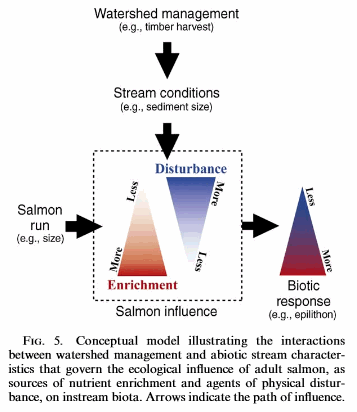 Watershed management
(e.g., timber harvest)
Stream conditions
(e.g., sediment size)
Disturbance
Less
More
Less
Salmon
run
(e.g., size)
More
Less
More
Enrichment
Biotic
response
(e.g., epilithon)
Salmon influence
FIG. 5. Conceptual model illustrating the interactions
between watershed management and abiotic stream character-
istics that govern the ecological influence of adult salmon, as
sources of nutrient enrichment and agents of physical distur-
bance, on instream biota. Arrows indicate the path of influence.